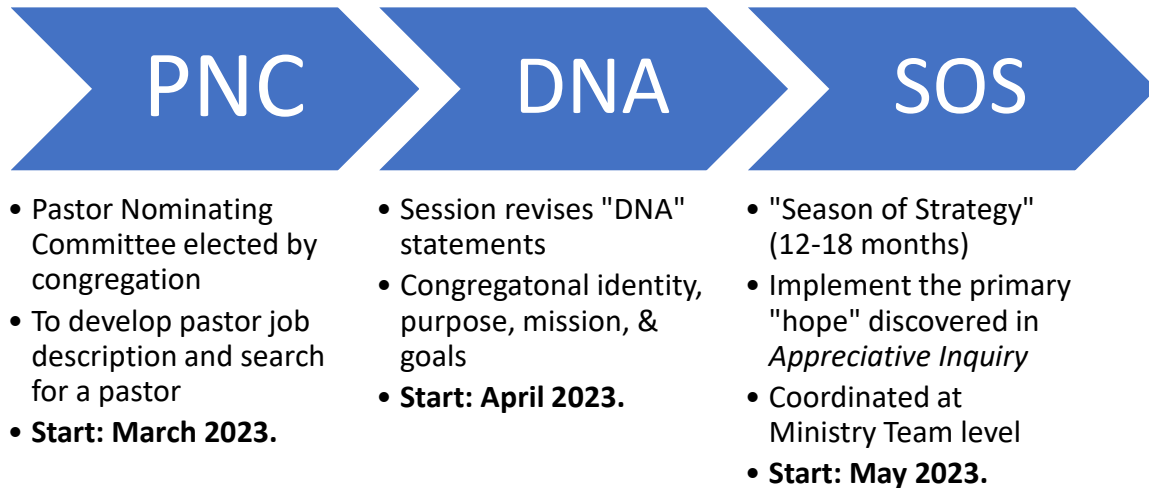 PNC
• Pastor Nominating
Committee elected by
congregation
• To develop pastor job
description and search
for a pastor
• Start: March 2023.
DNA
• Session revises "DNA"
statements
• Congregatonal identity,
purpose, mission, &
goals
• Start: April 2023.
SOS
• "Season of Strategy"
(12-18 months)
• Implement the primary
"hope" discovered in
Appreciative Inquiry
• Coordinated at
Ministry Team level
• Start: May 2023.